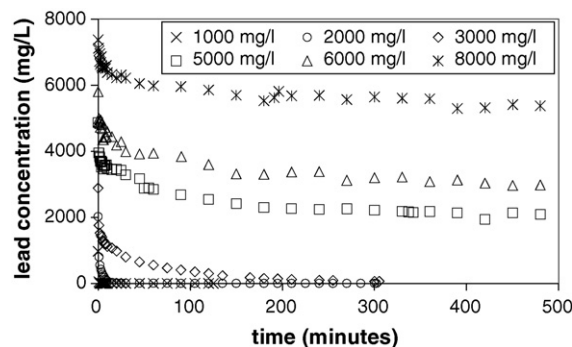 8000
6000
4000
2000
0
lead concentration (mg/L)
1000 mg/l 2000 mg/l 3000 mg/l
5000 mg/l 6000 mg/l 8000 mg/l
0 100 200 300 400 500
time (minutes)